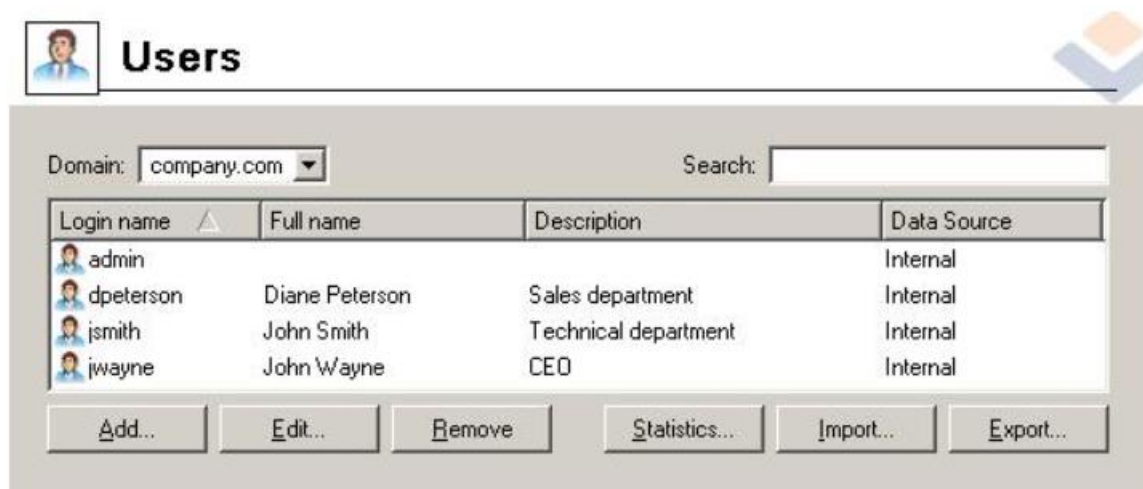 Users
Domain: company.com Search:
Login name Full name Description Data Source
admin Internal
dpeterson Diane Peterson Sales department Internal
jsmith John Smith Technical department Internal
jwayne John Wayne CEO Internal
Add... Edit... Remove Statistics... Import... Export...